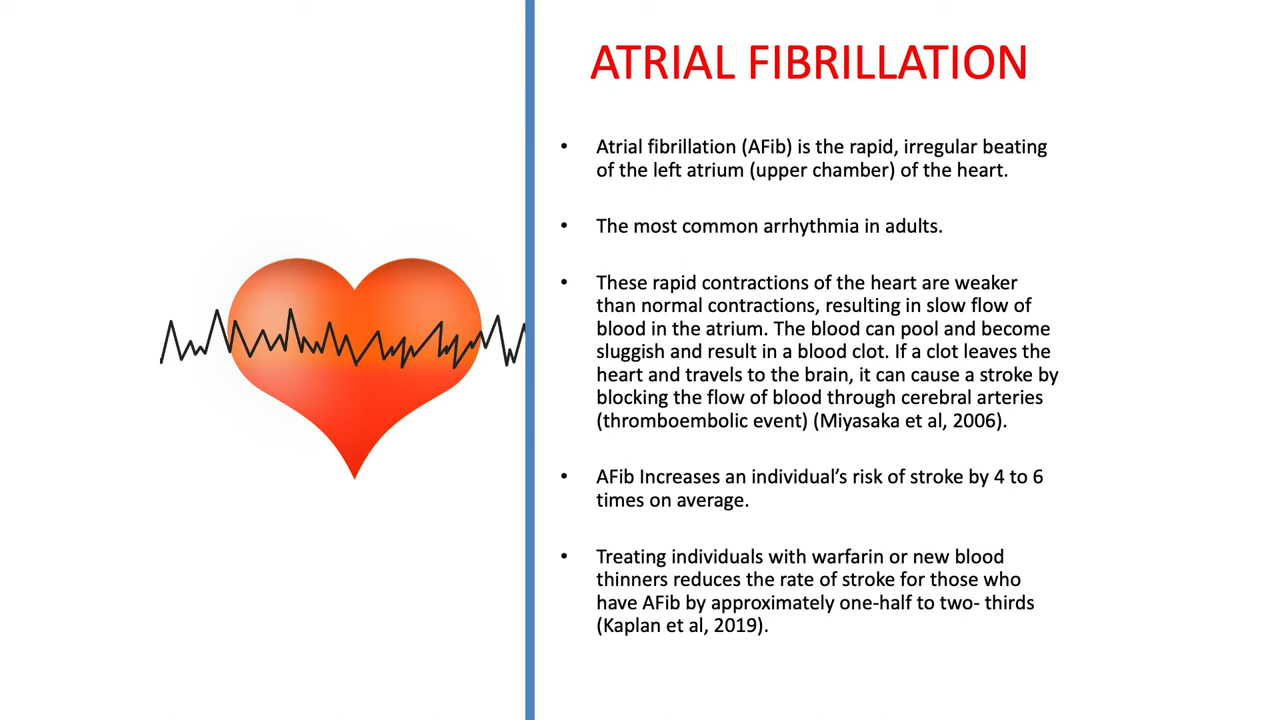 ATRIAL FIBRILLATION
• Atrial fibrillation (AFib) is the rapid, irregular beating
of the left atrium (upper chamber) of the heart.
• The most common arrhythmia in adults.
• These rapid contractions of the heart are weaker
than normal contractions, resulting in slow flow of
blood in the atrium. The blood can pool and become
sluggish and result in a blood clot. If a clot leaves the
heart and travels to the brain, it can cause a stroke by
blocking the flow of blood through cerebral arteries
(thromboembolic event) (Miyasaka et al, 2006).
• AFib Increases an individual’s risk of stroke by 4 to 6
times on average.
• Treating individuals with warfarin or new blood
thinners reduces the rate of stroke for those who
have AFib by approximately one-half to two- thirds
(Kaplan et al, 2019).